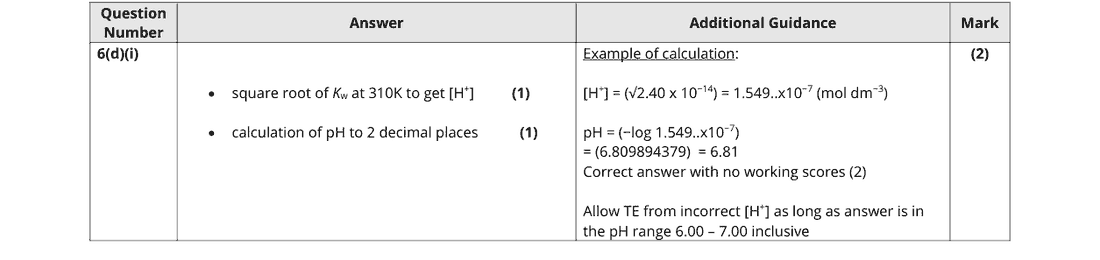 Question Number Answer Additional Guidance Mark
6(d)(i) Example of calculation: (2)
• square root of Kw at 310K to get [H⁺] (1) [H⁺] = (√2.40 x 10⁻¹⁴) = 1.549..x10⁻⁷ (mol dm⁻³)
• calculation of pH to 2 decimal places (1) pH = (−log 1.549..x10⁻⁷)
= (6.809894379) = 6.81
Correct answer with no working scores (2)
Allow TE from incorrect [H⁺] as long as answer is in
the pH range 6.00 – 7.00 inclusive